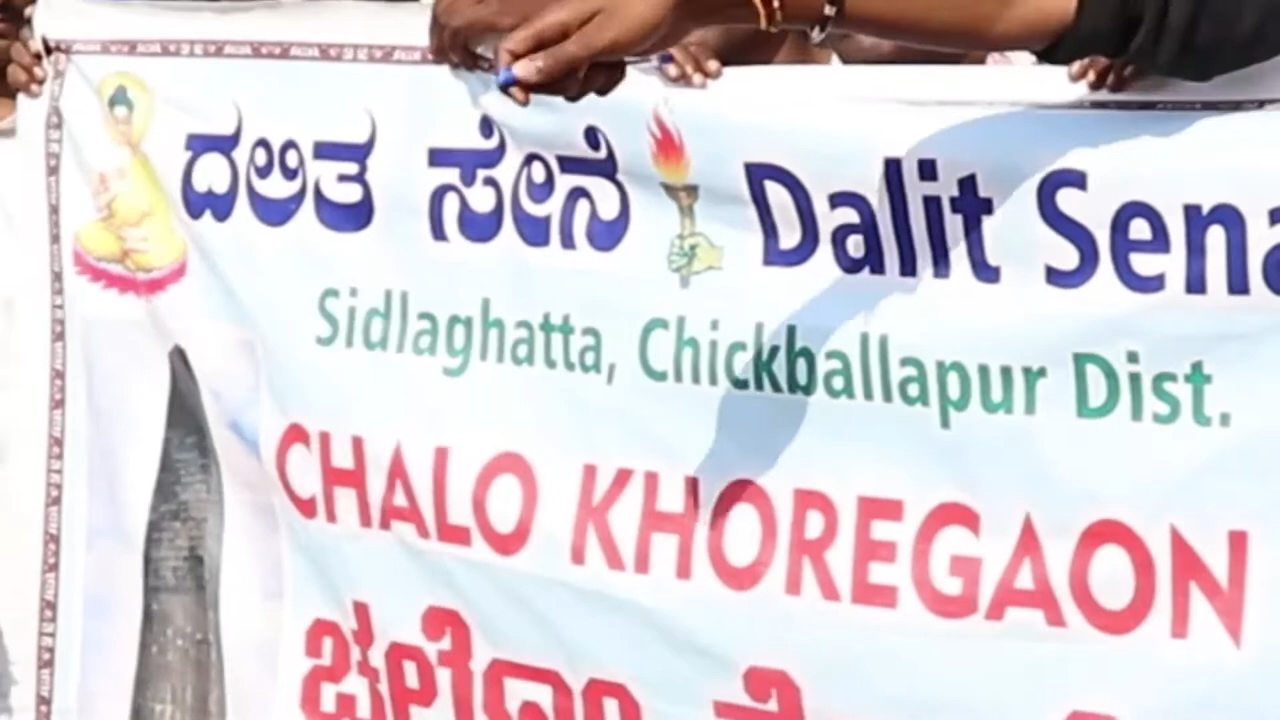 ದಲಿತ ಸೇನೆ Dalit Sena
Sidlaghatta, Chickballapur Dist.
CHALO KHOREGAON